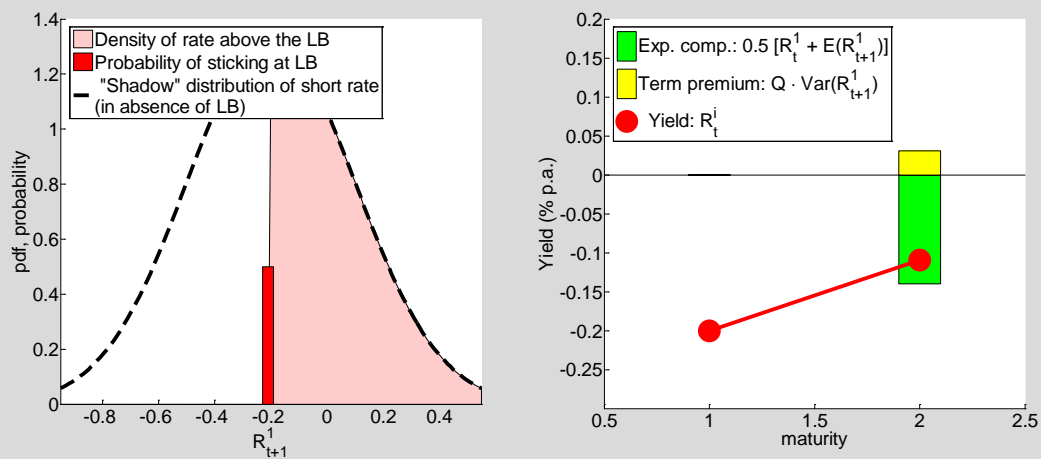 1.4
1.2
1
0.8
0.6
0.4
0.2
0
pdf, probability
Density of rate above the LB
Probability of sticking at LB
"Shadow" distribution of short rate
(in absence of LB)
-0.8 -0.6 -0.4 -0.2 0 0.2 0.4
R¹ₜ₊₁
0.2
0.15
0.1
0.05
0
-0.05
-0.1
-0.15
-0.2
-0.25
Yield (% p.a.)
Exp. comp.: 0.5 [R¹ₜ + E(R¹ₜ₊₁)]
Term premium: Q · Var(R¹ₜ₊₁)
Yield: Rⁱₜ
0.5 1 1.5 2 2.5
maturity